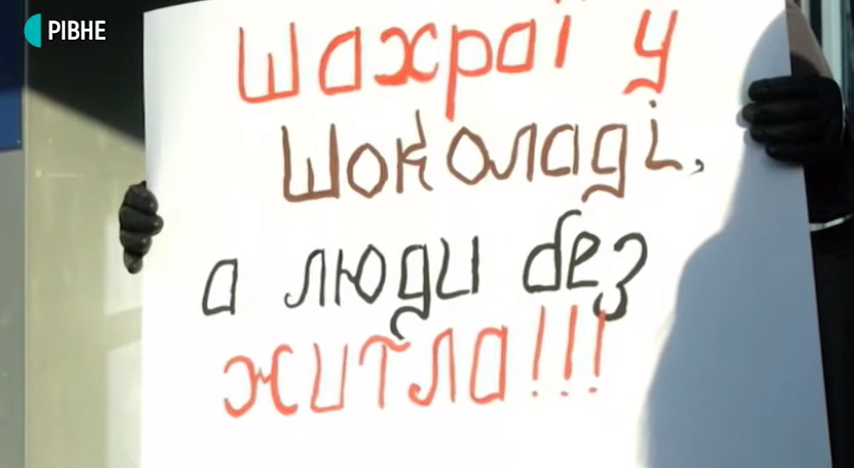 РІВНЕ
Шахраї у
Шоколаді,
а люди без
житла!!!